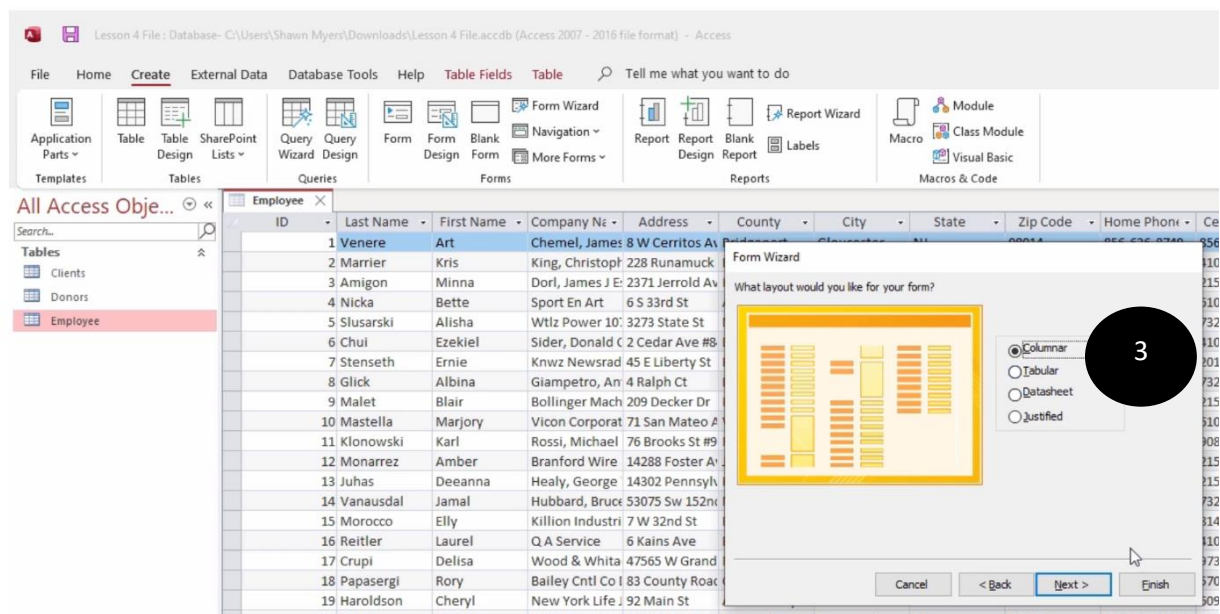 Lesson 4 File : Database- C:\Users\Shawn Myers\Downloads\Lesson 4 File.accdb (Access 2007 - 2016 file format) - Access
File Home Create External Data Database Tools Help Table Fields Table Tell me what you want to do
Application Parts
Table
Table Design
SharePoint Lists
Query Wizard
Query Design
Form
Form Design
Blank Form
Form Wizard
Navigation
More Forms
Report
Report Design
Blank Report
Report Wizard
Labels
Macro
Module
Class Module
Visual Basic
Templates Tables Queries Forms Reports Macros & Code
All Access Obje...
Search...
Tables
Clients
Donors
Employee
Employee
ID Last Name First Name Company Na Address County City State Zip Code Home Phone Ce
1 Venere Art Chemel, James 8 W Cerritos Av
2 Marrier Kris King, Christoph 228 Runamuck
3 Amigon Minna Dorl, James J Es 2371 Jerrold Av
4 Nicka Bette Sport En Art 6 S 33rd St
5 Slusarski Alisha Wtlz Power 107 3273 State St
6 Chui Ezekiel Sider, Donald C 2 Cedar Ave #8
7 Stenseth Ernie Knwz Newsrad 45 E Liberty St
8 Glick Albina Giampetro, An 4 Ralph Ct
9 Malet Blair Bollinger Mach 209 Decker Dr
10 Mastella Marjory Vicon Corporat 71 San Mateo A
11 Klonowski Karl Rossi, Michael 76 Brooks St #9
12 Monarrez Amber Branford Wire 14288 Foster Av
13 Juhas Deeanna Healy, George 14302 Pennsylv
14 Vanausdal Jamal Hubbard, Bruce 53075 Sw 152nd
15 Morocco Elly Killion Industri 7 W 32nd St
16 Reitler Laurel Q A Service 6 Kains Ave
17 Crupi Delisa Wood & Whita 47565 W Grand
18 Papasergi Rory Bailey Cntl Co 83 County Road
19 Haroldson Cheryl New York Life J 92 Main St
Form Wizard
What layout would you like for your form?
Columnar
Tabular
Datasheet
Justified
3
Cancel < Back Next > Finish